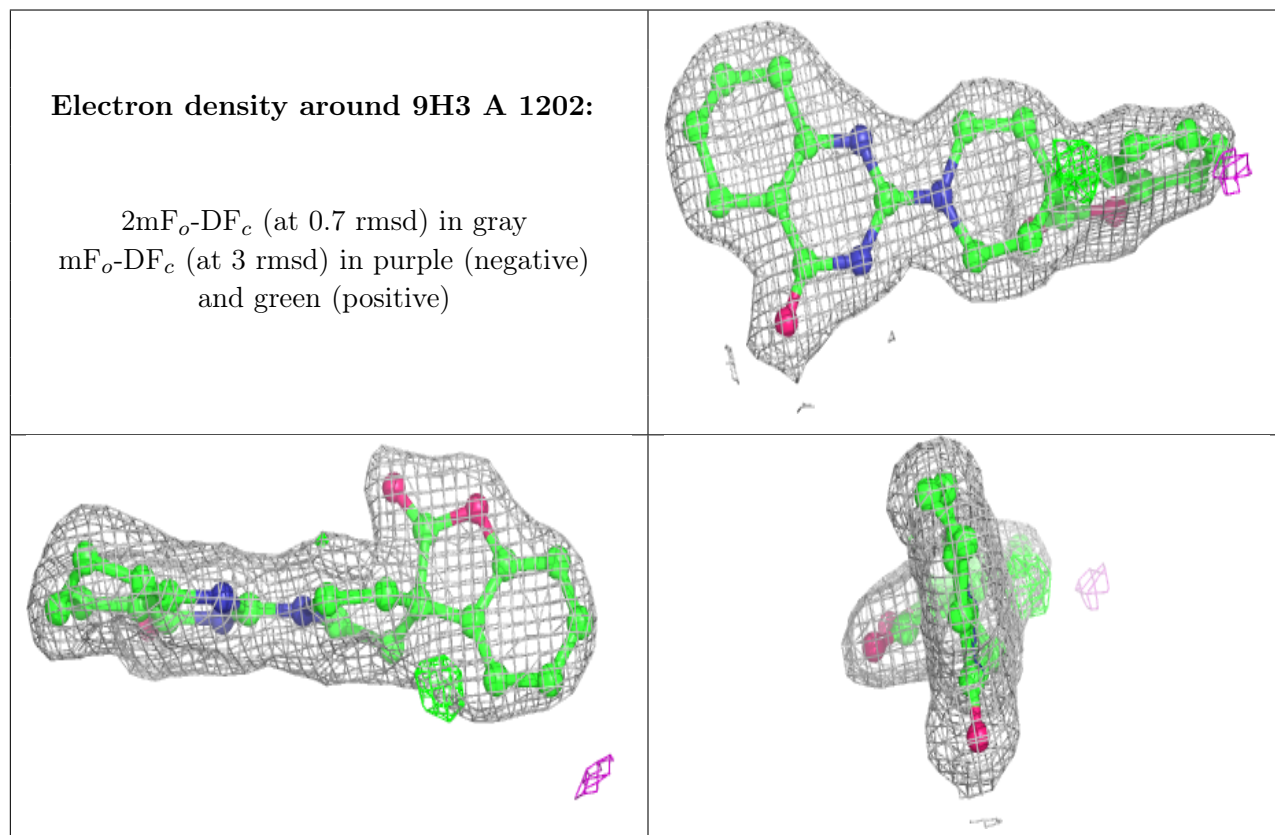 Electron density around 9H3 A 1202:
2mFₒ-DF𝒸 (at 0.7 rmsd) in gray
mFₒ-DF𝒸 (at 3 rmsd) in purple (negative)
and green (positive)